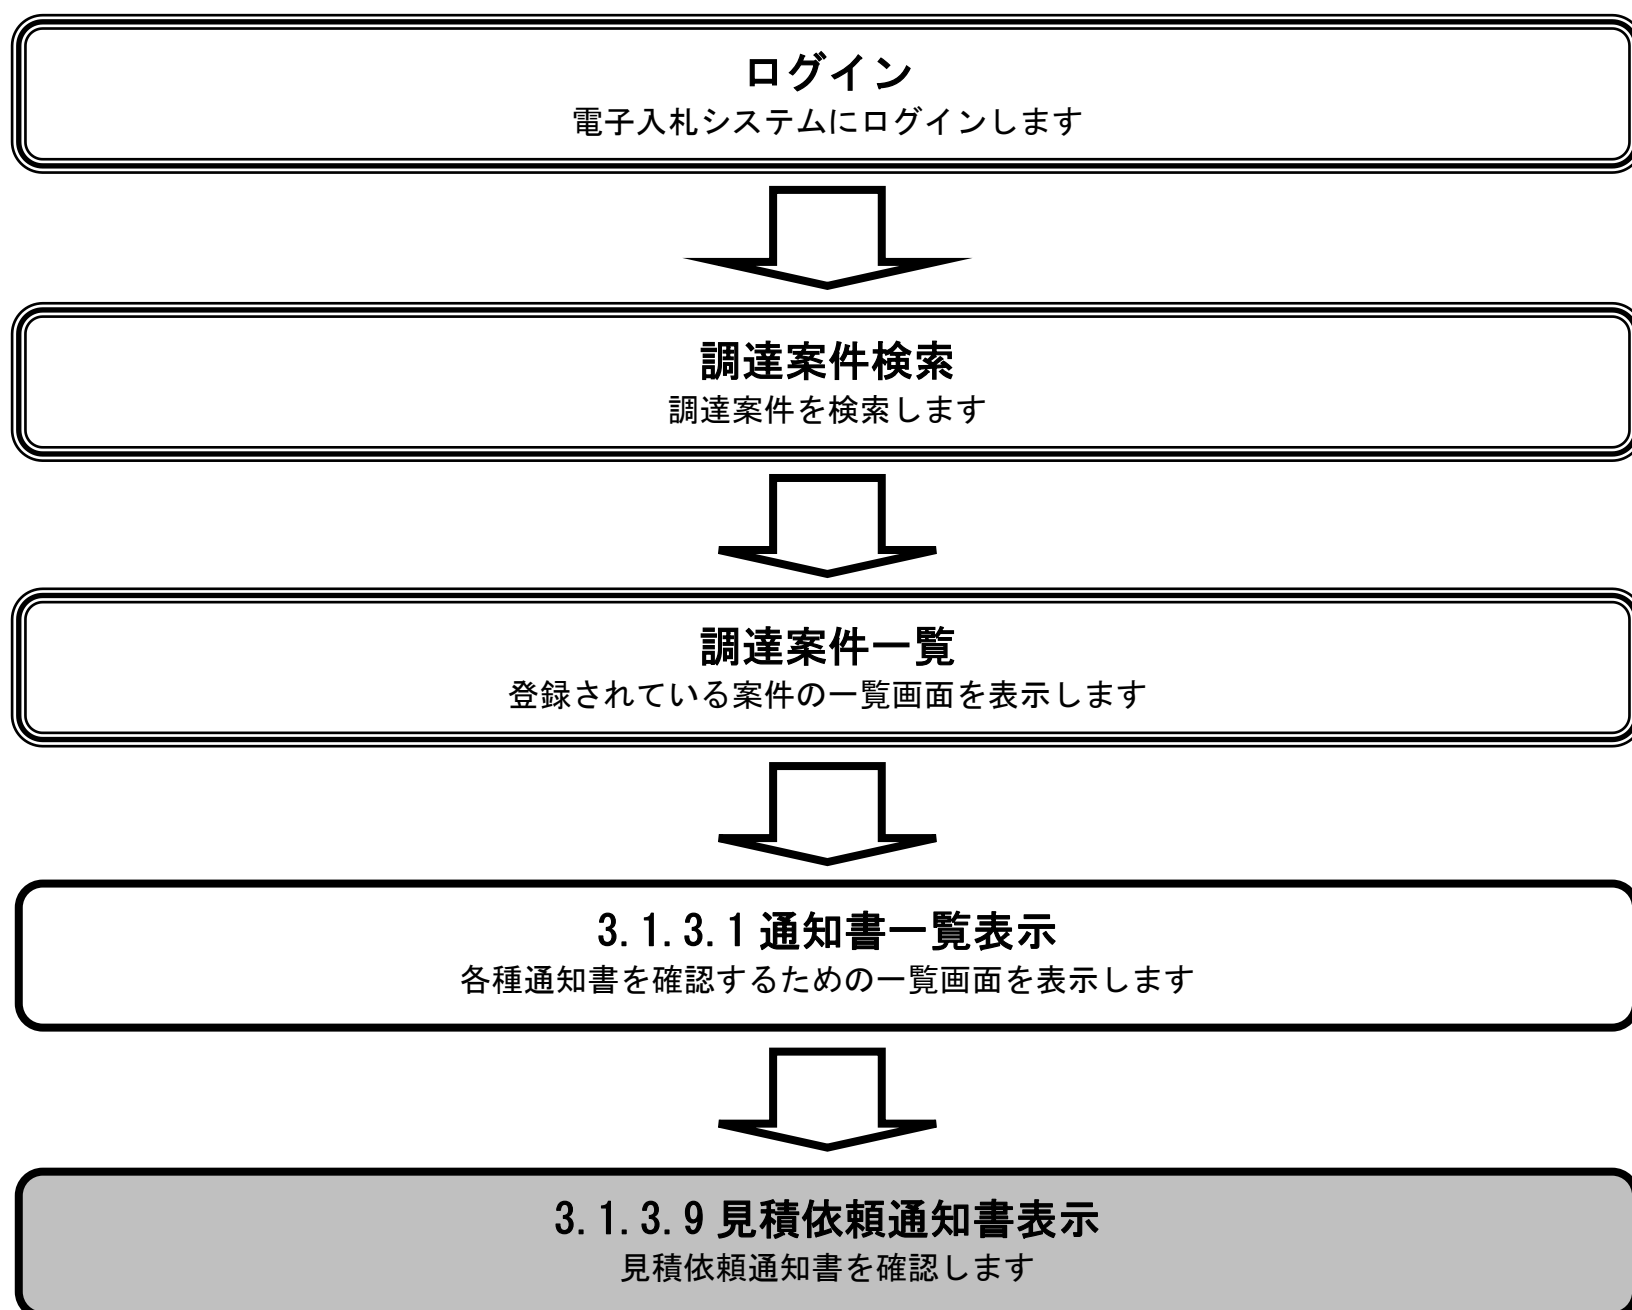 ログイン
電子入札システムにログインします
調達案件検索
調達案件を検索します
調達案件一覧
登録されている案件の一覧画面を表示します
3.1.3.1 通知書一覧表示
各種通知書を確認するための一覧画面を表示します
3.1.3.9 見積依頼通知書表示
見積依頼通知書を確認します